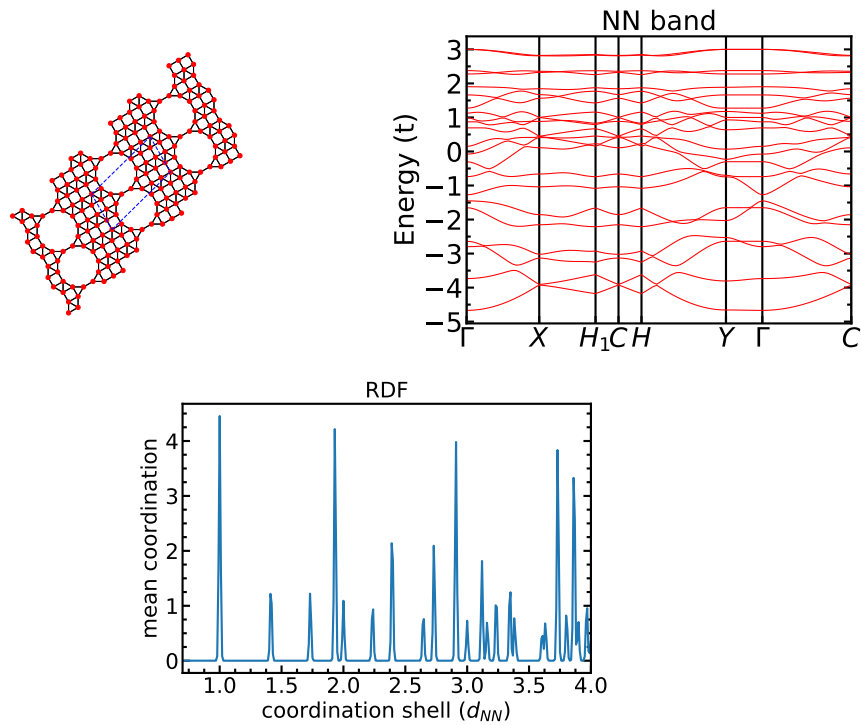 NN band
Energy (t)
3
2
1
0
−1
−2
−3
−4
−5
Γ X H₁ C H Y Γ C
RDF
mean coordination
4
3
2
1
0
1.0 1.5 2.0 2.5 3.0 3.5 4.0
coordination shell (d_NN)